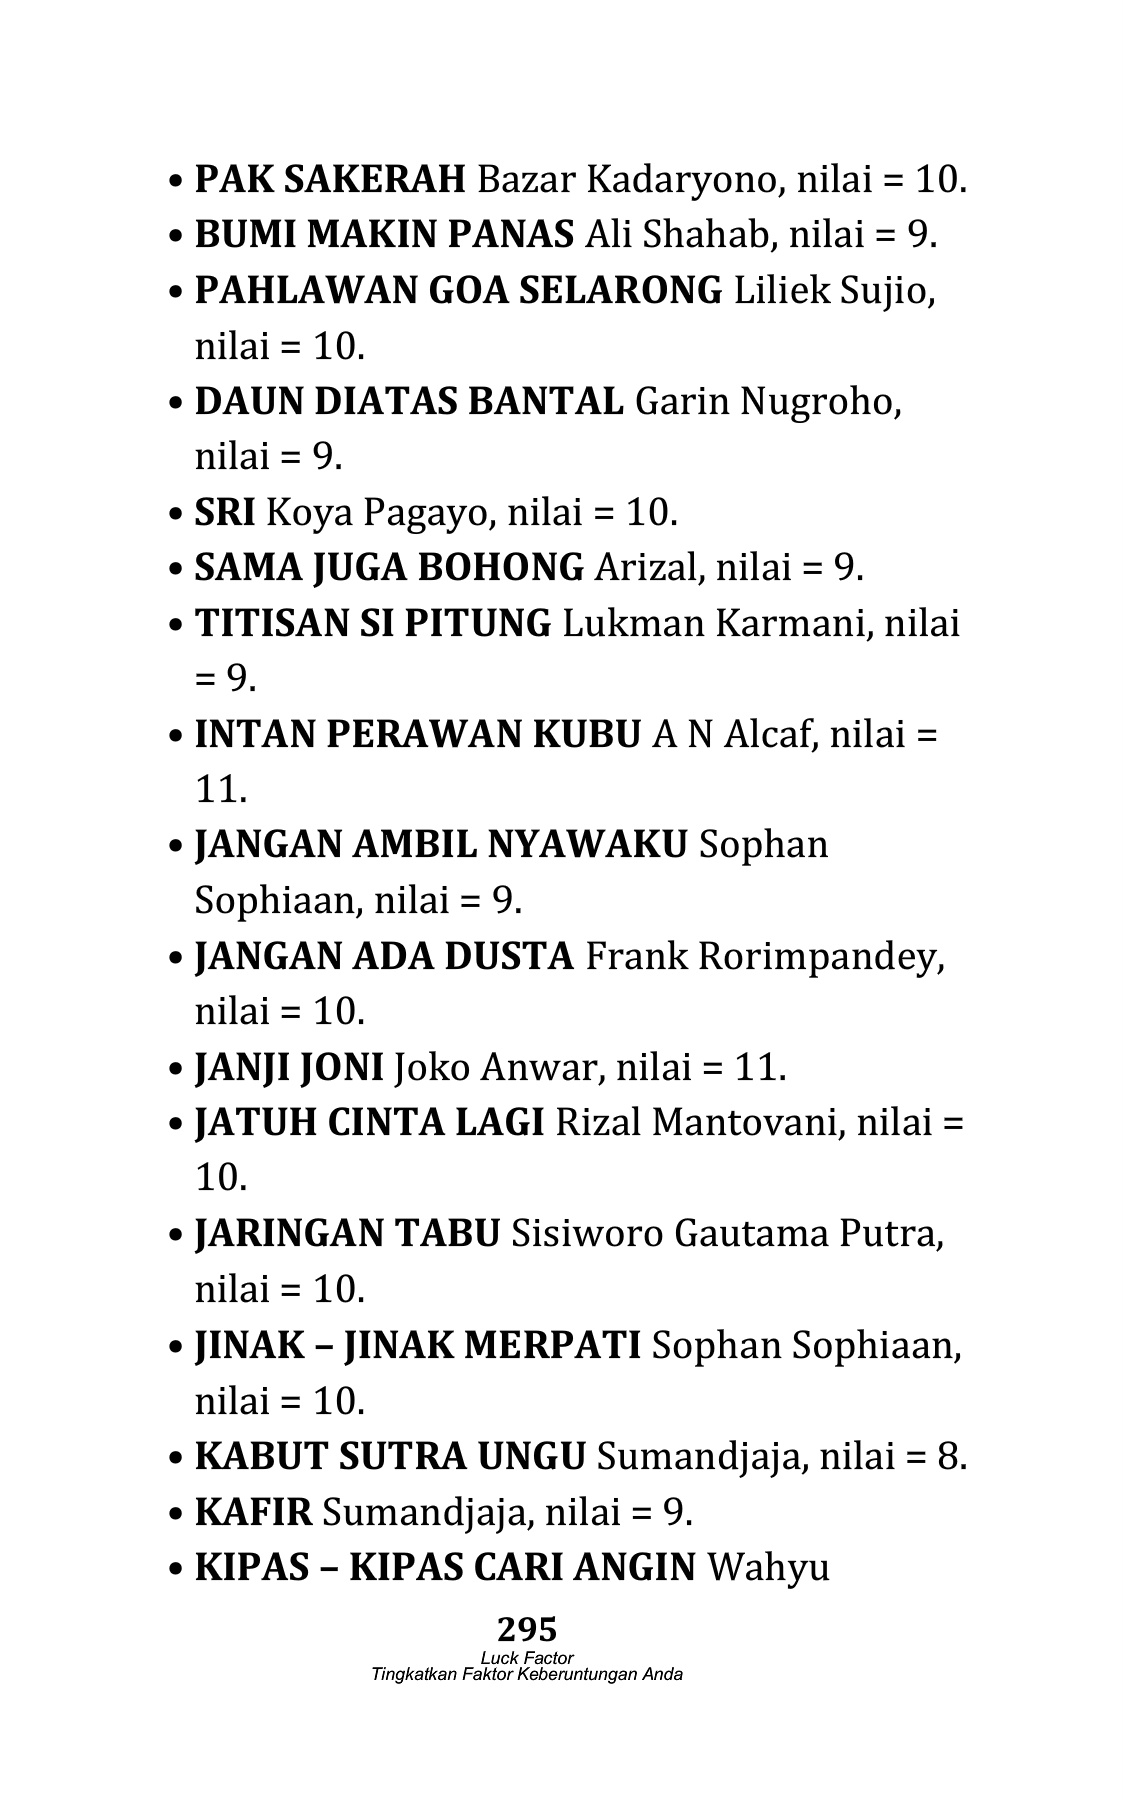 • PAK SAKERAH Bazar Kadaryono, nilai = 10.
• BUMI MAKIN PANAS Ali Shahab, nilai = 9.
• PAHLAWAN GOA SELARONG Liliek Sujio,
nilai = 10.
• DAUN DIATAS BANTAL Garin Nugroho,
nilai = 9.
• SRI Koya Pagayo, nilai = 10.
• SAMA JUGA BOHONG Arizal, nilai = 9.
• TITISAN SI PITUNG Lukman Karmani, nilai
= 9.
• INTAN PERAWAN KUBU A N Alcaf, nilai =
11.
• JANGAN AMBIL NYAWAKU Sophan
Sophiaan, nilai = 9.
• JANGAN ADA DUSTA Frank Rorimpandey,
nilai = 10.
• JANJI JONI Joko Anwar, nilai = 11.
• JATUH CINTA LAGI Rizal Mantovani, nilai =
10.
• JARINGAN TABU Sisiworo Gautama Putra,
nilai = 10.
• JINAK – JINAK MERPATI Sophan Sophiaan,
nilai = 10.
• KABUT SUTRA UNGU Sumandjaja, nilai = 8.
• KAFIR Sumandjaja, nilai = 9.
• KIPAS – KIPAS CARI ANGIN Wahyu
295
Luck Factor
Tingkatkan Faktor Keberuntungan Anda